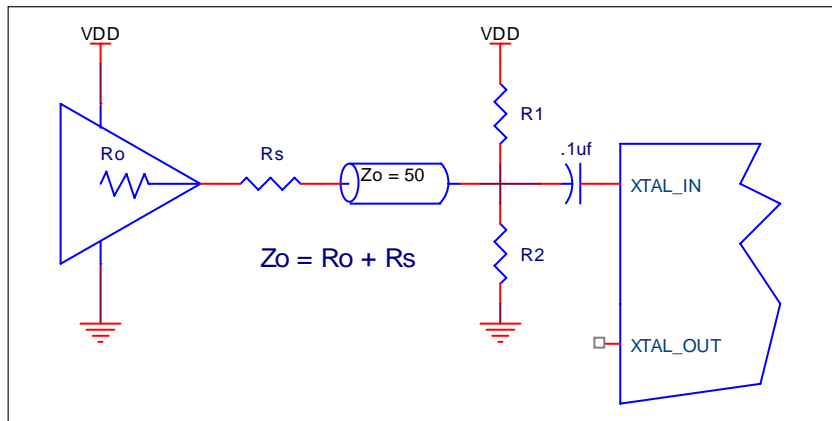 VDD
VDD
R1
.1uf
Ro
Rs
Zo = 50
XTAL_IN
Zo = Ro + Rs
R2
XTAL_OUT